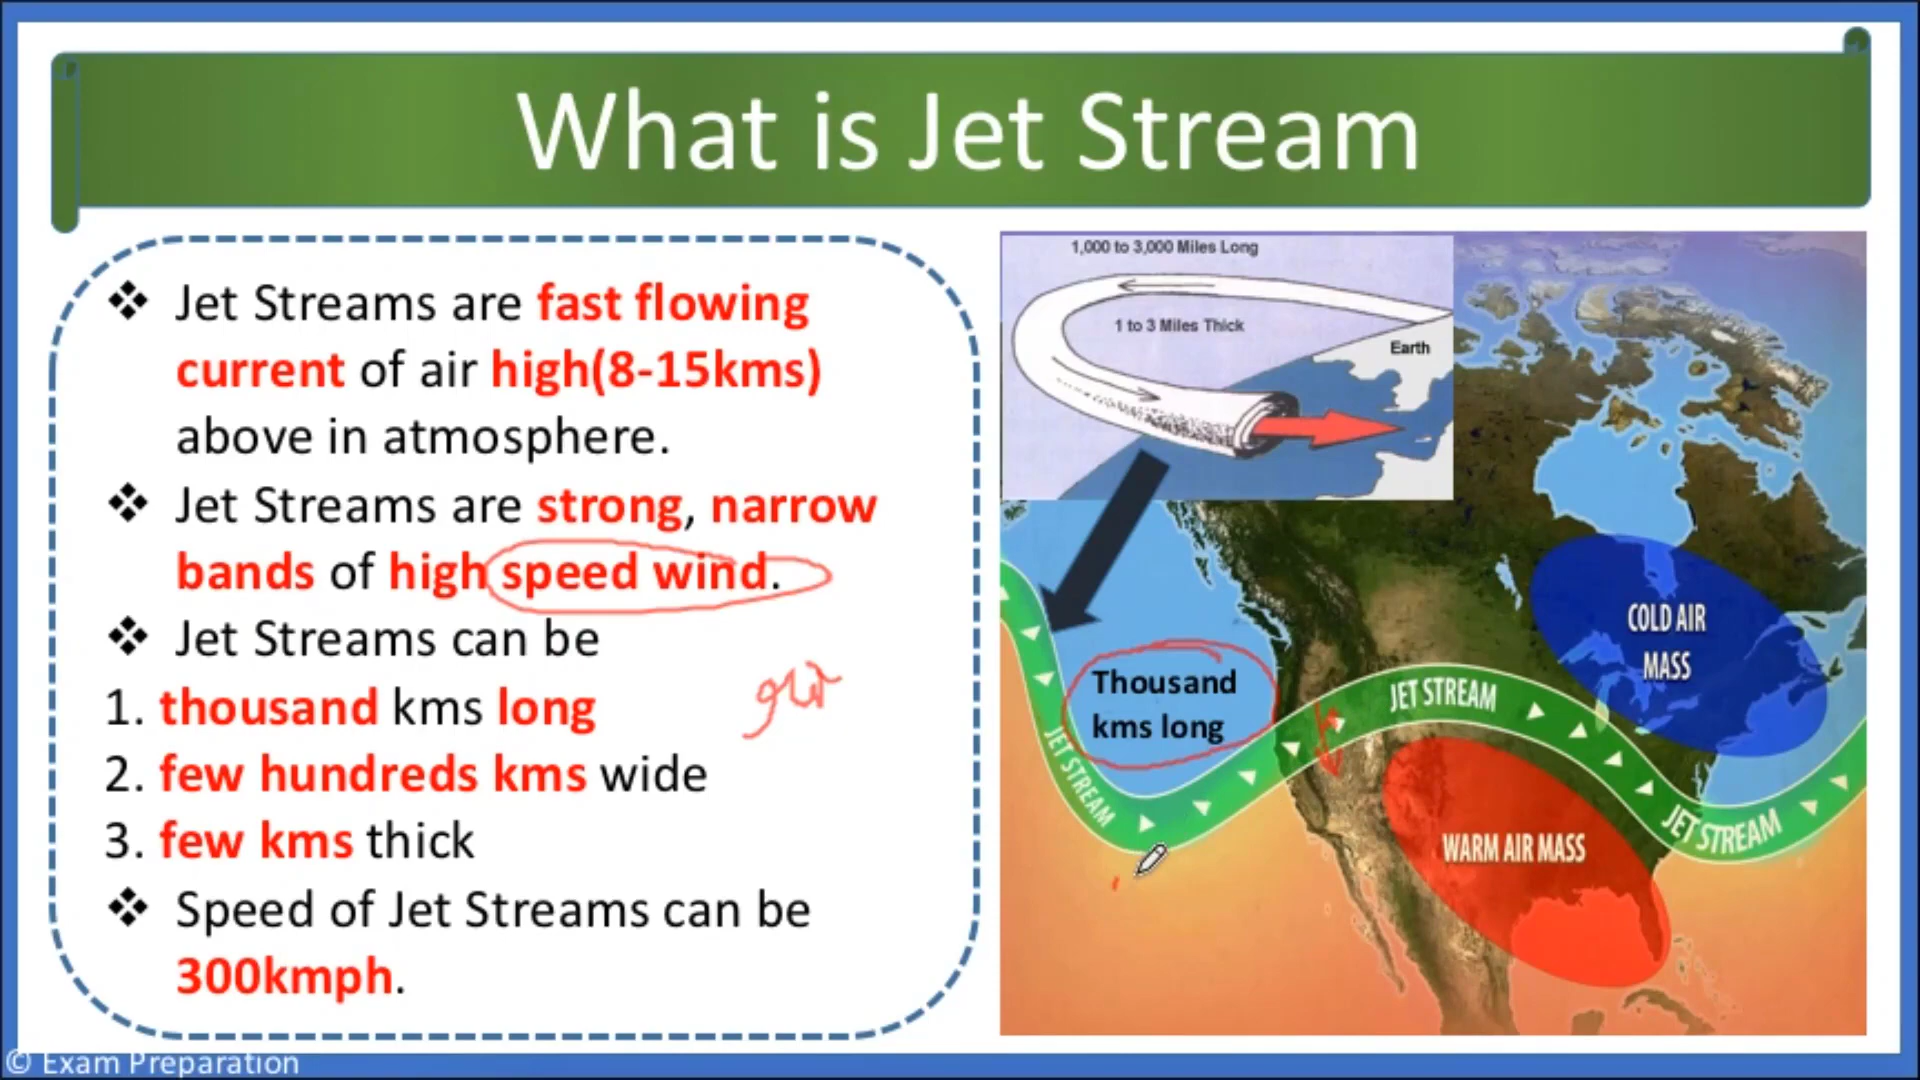 What is Jet Stream
❖ Jet Streams are fast flowing
current of air high(8-15kms)
above in atmosphere.
❖ Jet Streams are strong, narrow
bands of high speed wind.
❖ Jet Streams can be
1. thousand kms long
2. few hundreds kms wide
3. few kms thick
❖ Speed of Jet Streams can be
300kmph.
1,000 to 3,000 Miles Long
1 to 3 Miles Thick
Earth
COLD AIR
MASS
Thousand
kms long
JET STREAM
JET STREAM
JET STREAM
WARM AIR MASS
© Exam Preparation